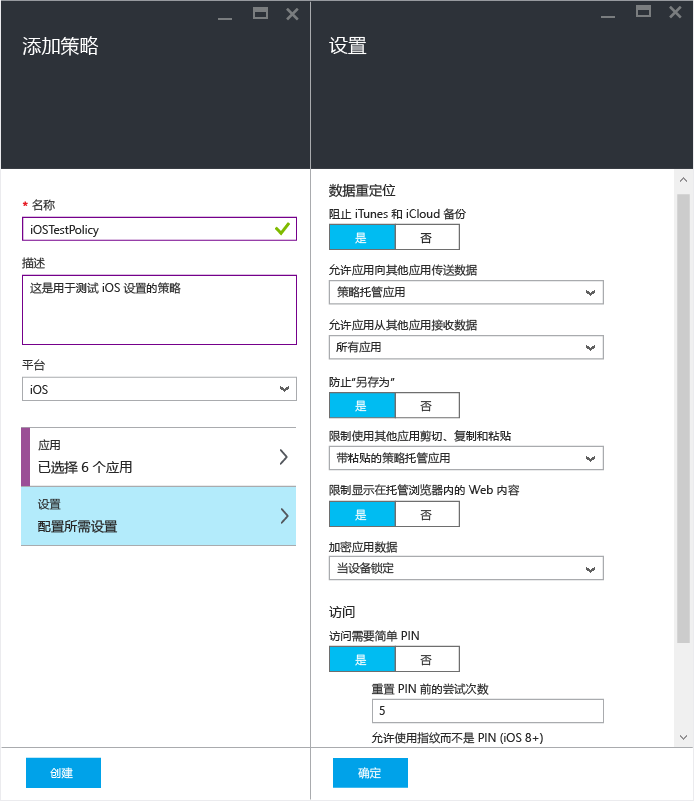 添加策略
* 名称
iOSTestPolicy
描述
这是用于测试 iOS 设置的策略
平台
iOS
应用
已选择 6 个应用
设置
配置所需设置
创建
设置
数据重定位
阻止 iTunes 和 iCloud 备份
是 否
允许应用向其他应用传送数据
策略托管应用
允许应用从其他应用接收数据
所有应用
防止“另存为”
是 否
限制使用其他应用剪切、复制和粘贴
带粘贴的策略托管应用
限制显示在托管浏览器内的 Web 内容
是 否
加密应用数据
当设备锁定
访问
访问需要简单 PIN
是 否
重置 PIN 前的尝试次数
5
允许使用指纹而不是 PIN (iOS 8+)
确定